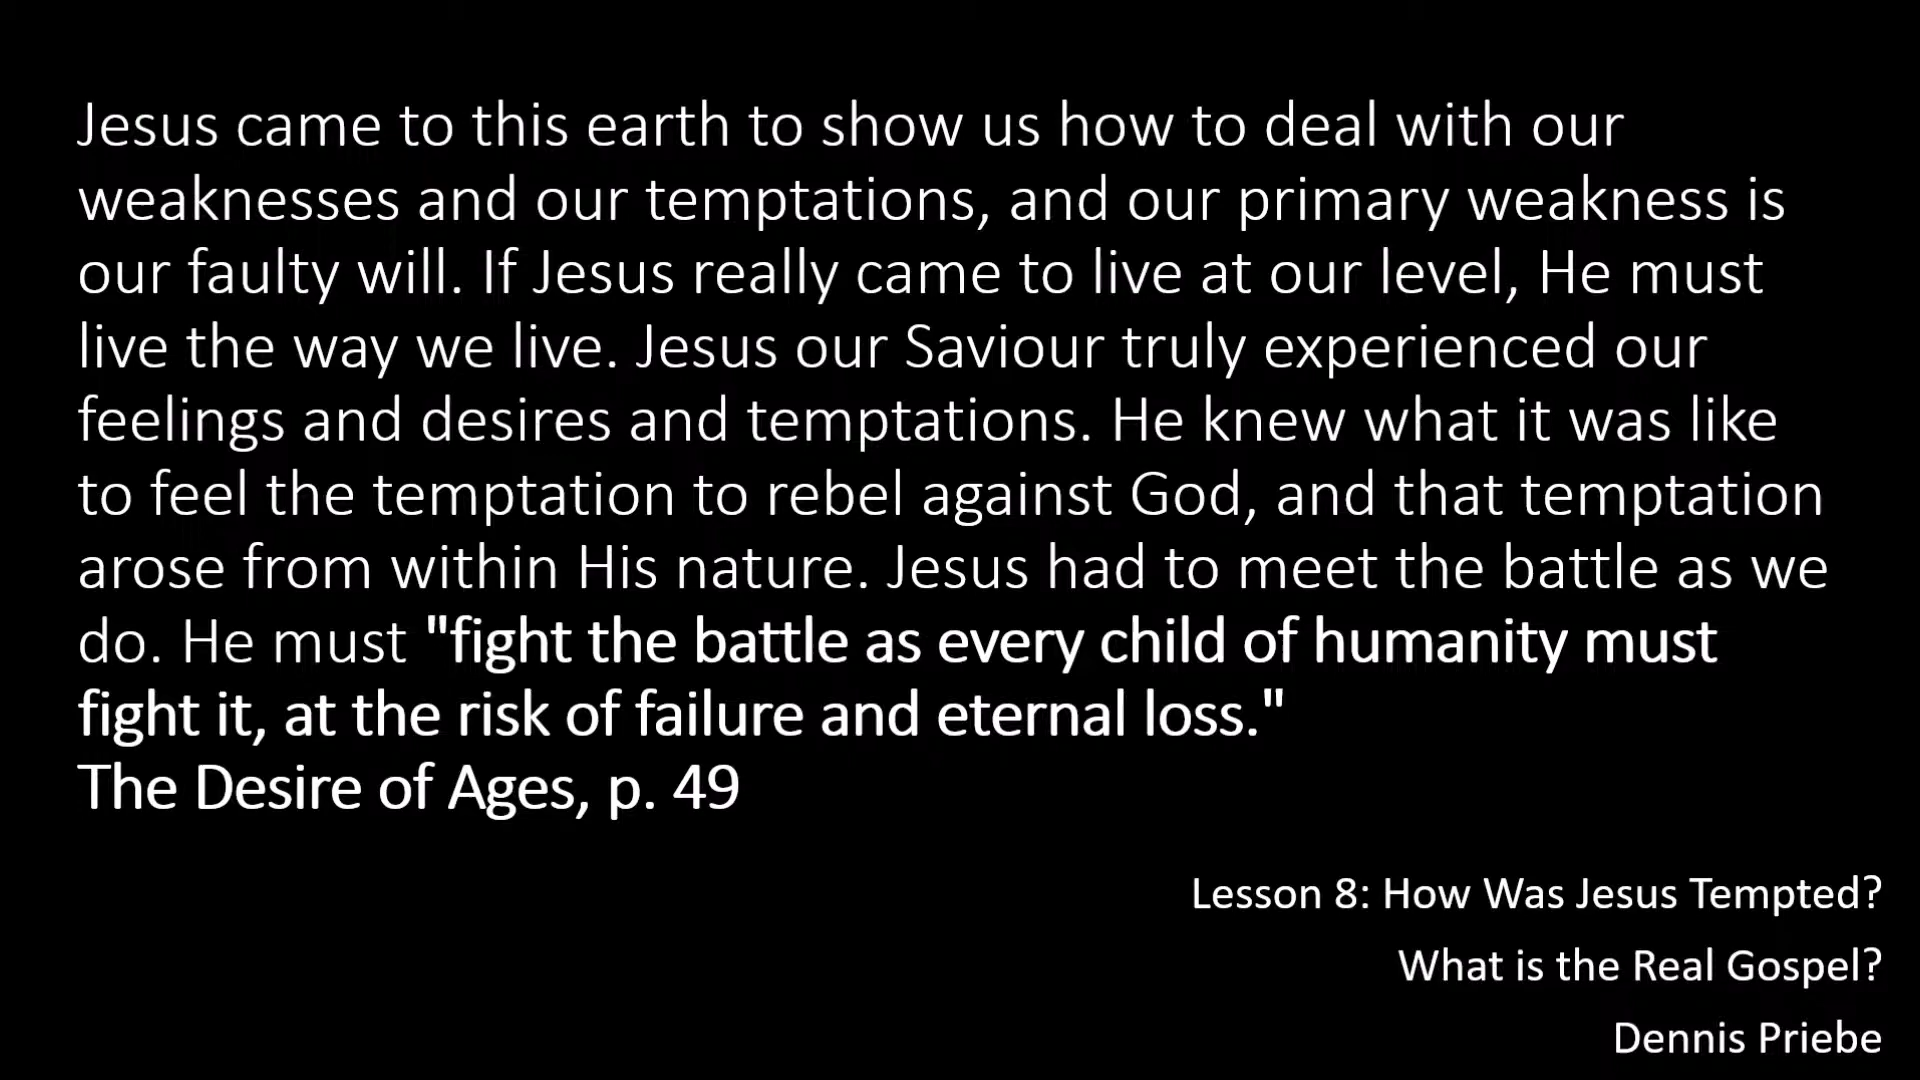 Jesus came to this earth to show us how to deal with our
weaknesses and our temptations, and our primary weakness is
our faulty will. If Jesus really came to live at our level, He must
live the way we live. Jesus our Saviour truly experienced our
feelings and desires and temptations. He knew what it was like
to feel the temptation to rebel against God, and that temptation
arose from within His nature. Jesus had to meet the battle as we
do. He must "fight the battle as every child of humanity must
fight it, at the risk of failure and eternal loss."
The Desire of Ages, p. 49
Lesson 8: How Was Jesus Tempted?
What is the Real Gospel?
Dennis Priebe